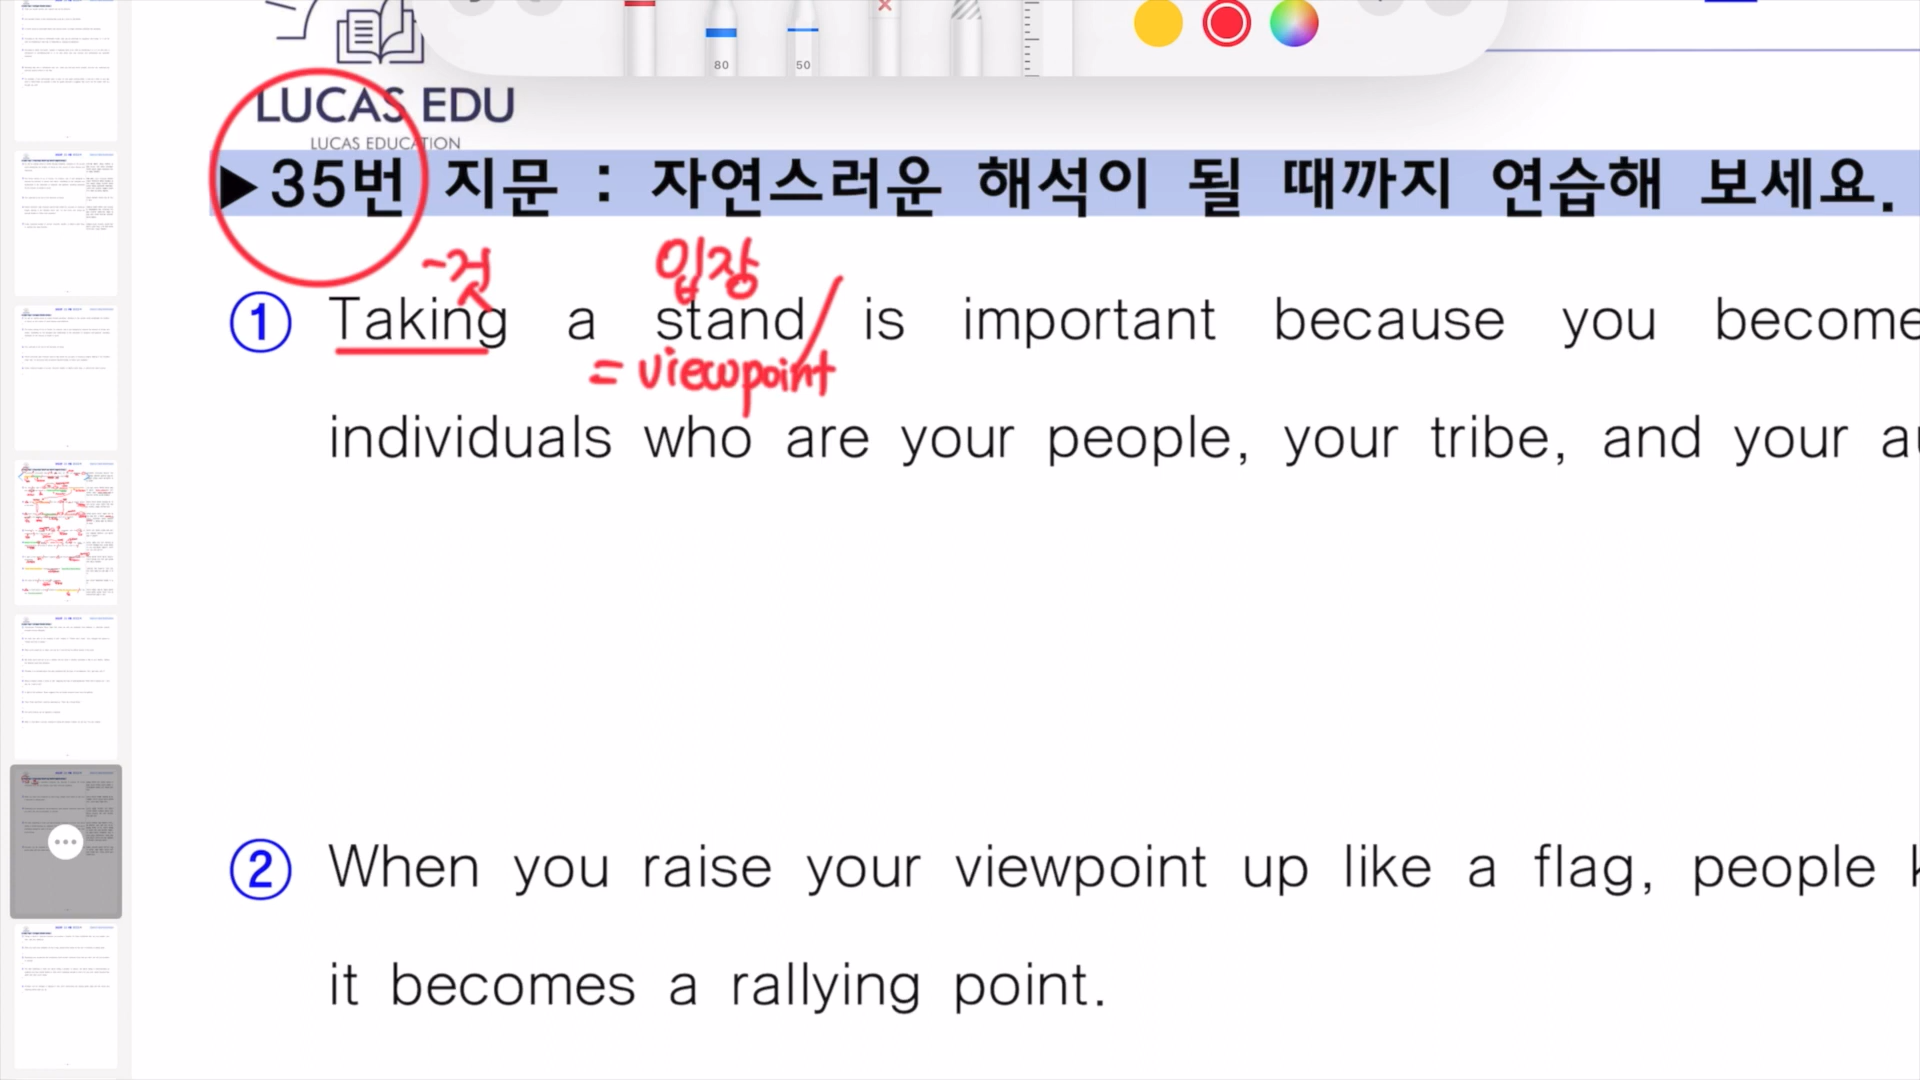 80
50
LUCAS EDU
LUCAS EDUCATION
▶35번 지문 : 자연스러운 해석이 될 때까지 연습해 보세요.
~것
입장
① Taking a stand / is important because you become
= viewpoint
individuals who are your people, your tribe, and your
② When you raise your viewpoint up like a flag, people
it becomes a rallying point.